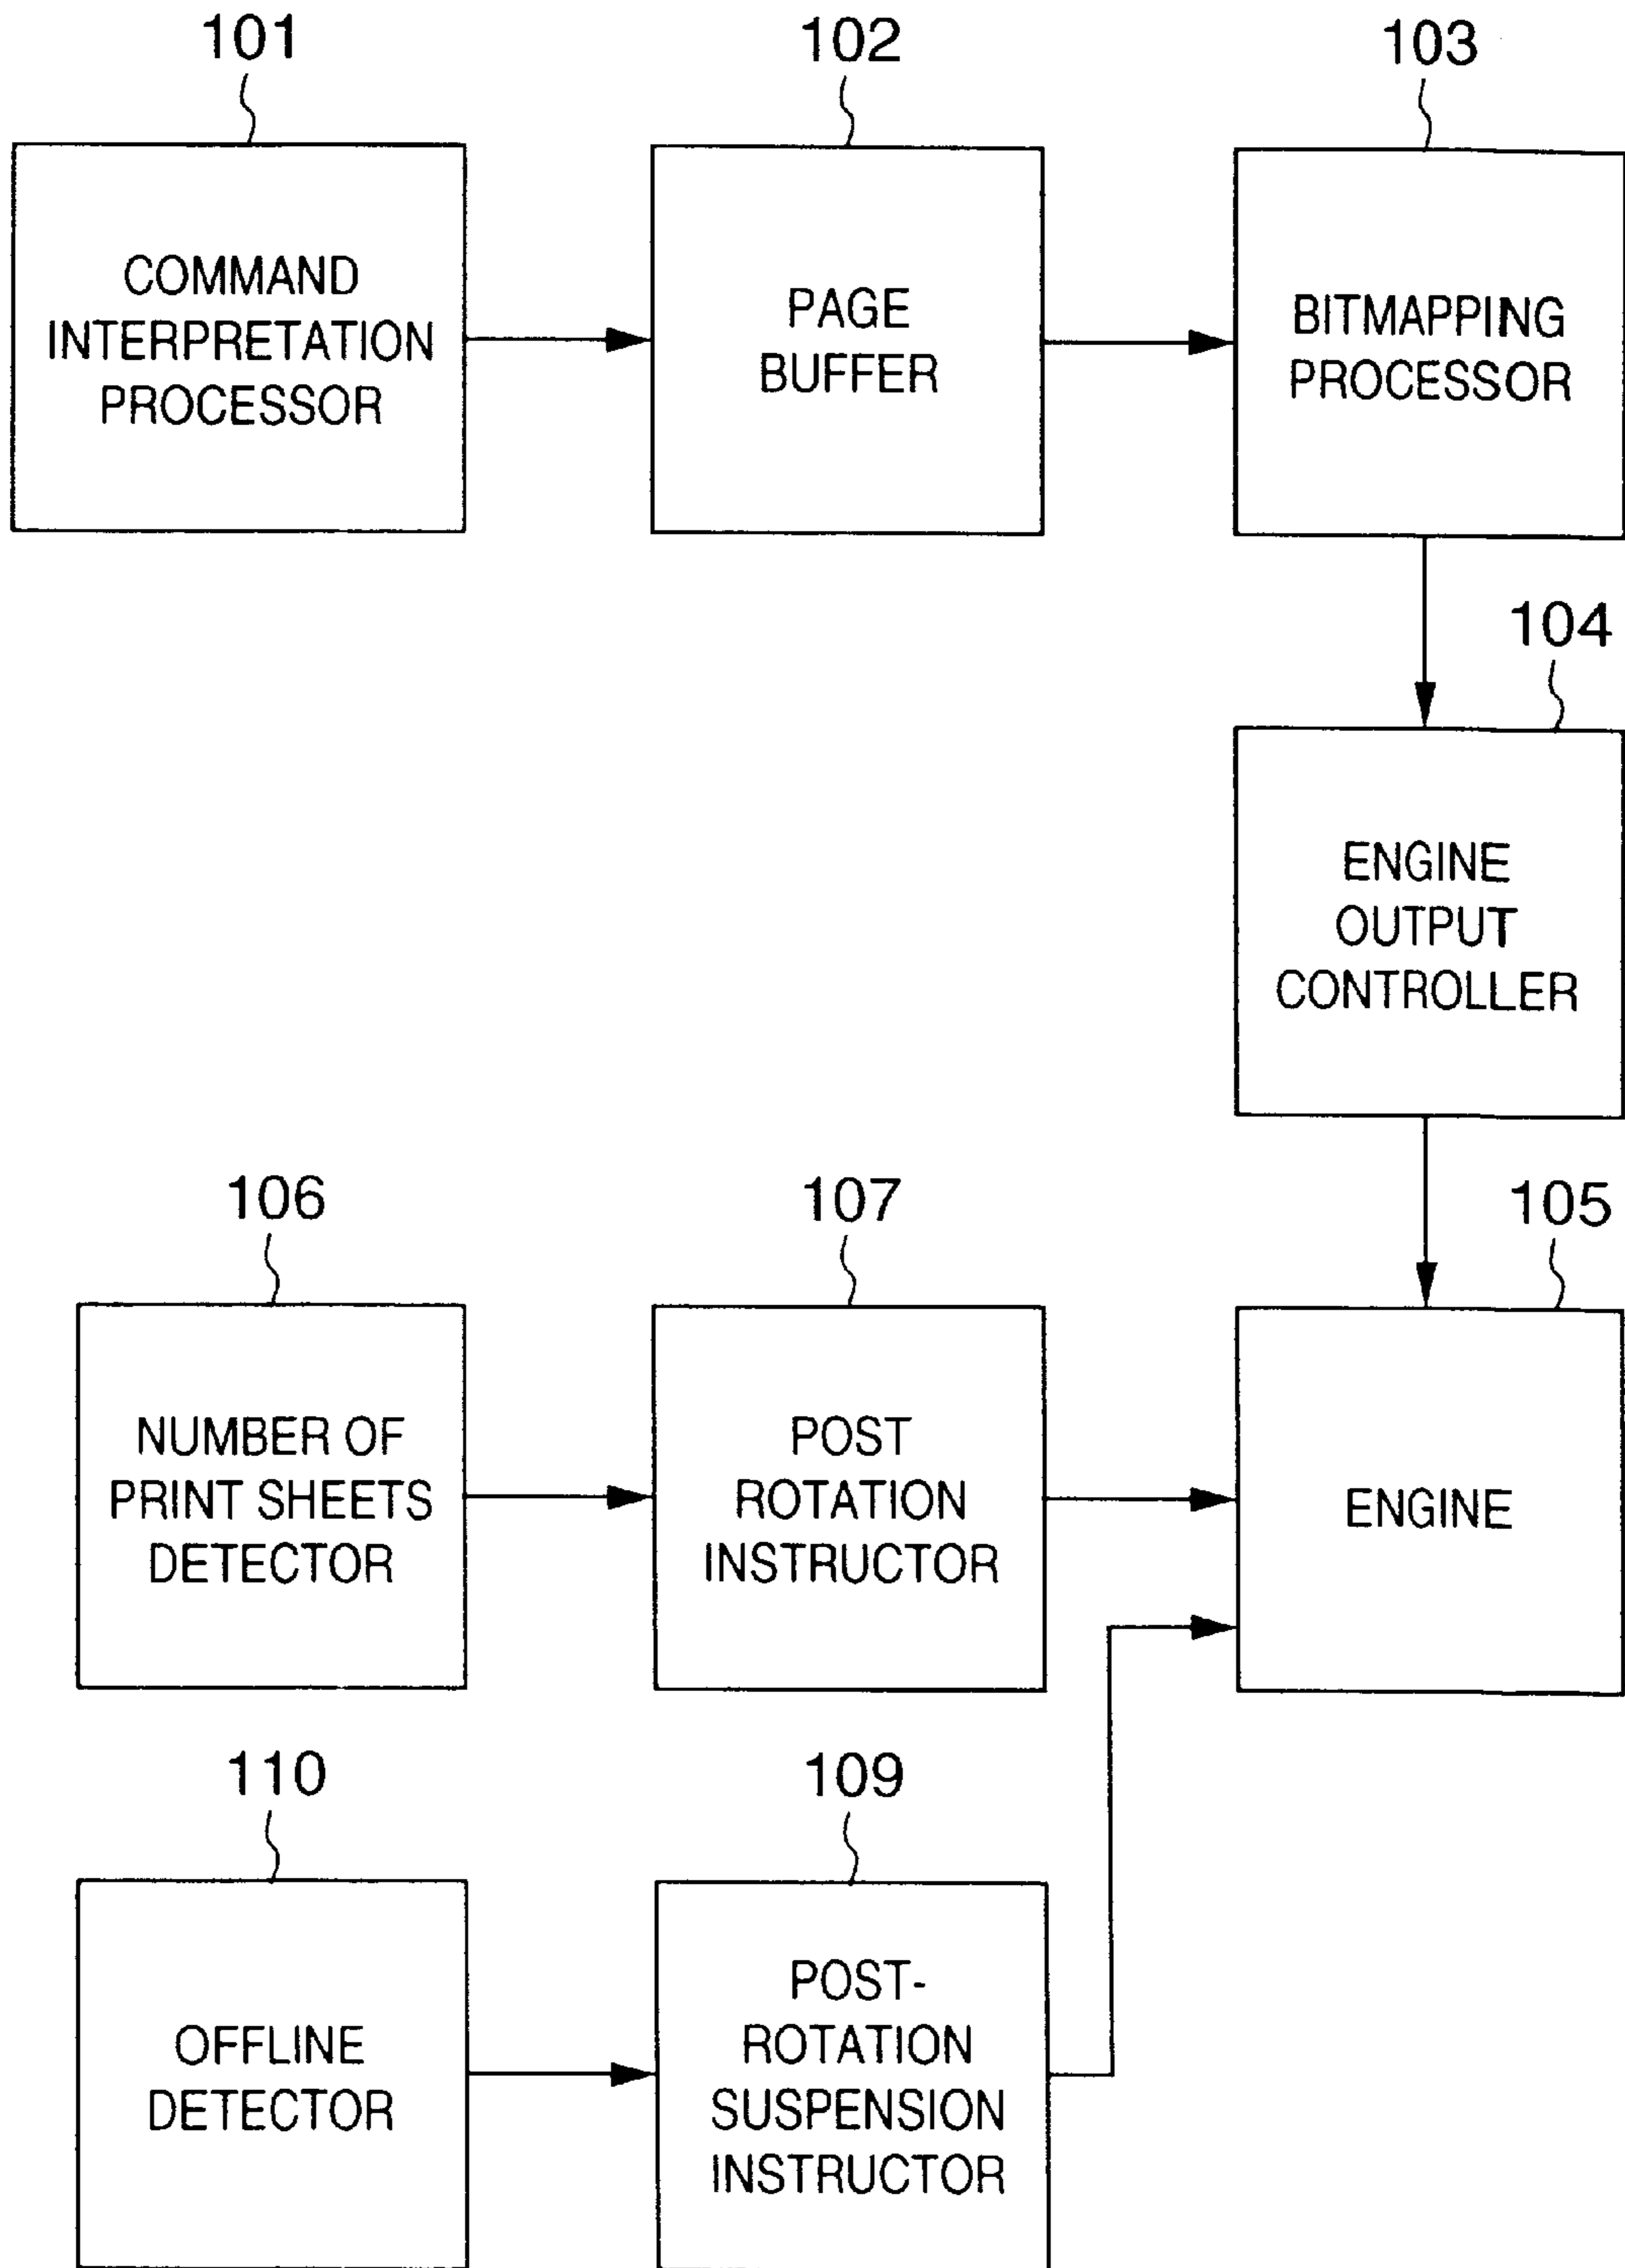 101
102
103
COMMAND
INTERPRETATION
PROCESSOR
PAGE
BUFFER
BITMAPPING
PROCESSOR
104
ENGINE
OUTPUT
CONTROLLER
106
107
105
NUMBER OF
PRINT SHEETS
DETECTOR
POST
ROTATION
INSTRUCTOR
ENGINE
110
109
OFFLINE
DETECTOR
POST-
ROTATION
SUSPENSION
INSTRUCTOR